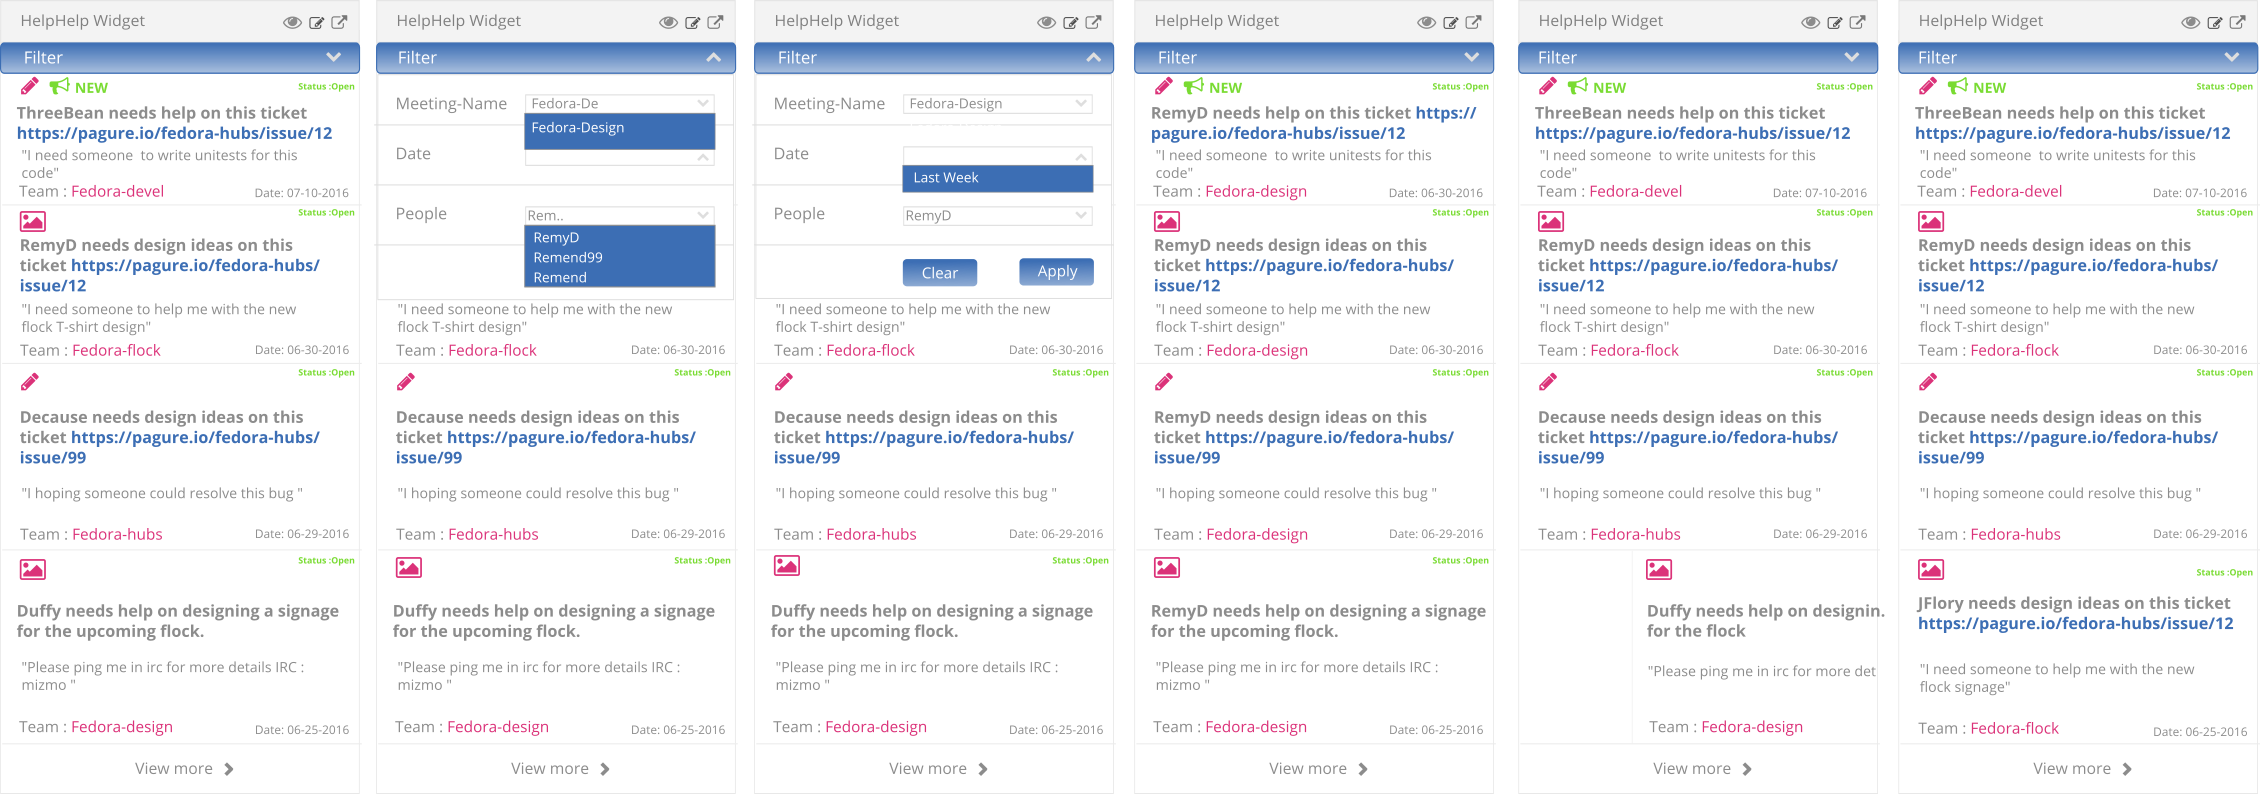 HelpHelp Widget
Filter
NEW
Status :Open
ThreeBean needs help on this ticket
https://pagure.io/fedora-hubs/issue/12
"I need someone  to write unitests for this
code"
Team : Fedora-devel
Date: 07-10-2016
Status :Open
RemyD needs design ideas on this
ticket https://pagure.io/fedora-hubs/
issue/12
"I need someone to help me with the new
flock T-shirt design"
Team : Fedora-flock
Date: 06-30-2016
Status :Open
Decause needs design ideas on this
ticket https://pagure.io/fedora-hubs/
issue/99
"I hoping someone could resolve this bug "
Team : Fedora-hubs
Date: 06-29-2016
Status :Open
Duffy needs help on designing a signage
for the upcoming flock.
"Please ping me in irc for more details IRC :
mizmo "
Team : Fedora-design
Date: 06-25-2016
View more
HelpHelp Widget
Filter
Meeting-Name
Fedora-De
Fedora-Design
Date
People
Rem..
RemyD
Remend99
Remend
"I need someone to help me with the new
flock T-shirt design"
Team : Fedora-flock
Date: 06-30-2016
Status :Open
Decause needs design ideas on this
ticket https://pagure.io/fedora-hubs/
issue/99
"I hoping someone could resolve this bug "
Team : Fedora-hubs
Date: 06-29-2016
Status :Open
Duffy needs help on designing a signage
for the upcoming flock.
"Please ping me in irc for more details IRC :
mizmo "
Team : Fedora-design
Date: 06-25-2016
View more
HelpHelp Widget
Filter
Meeting-Name
Fedora-Design
Date
Last Week
People
RemyD
Clear
Apply
"I need someone to help me with the new
flock T-shirt design"
Team : Fedora-flock
Date: 06-30-2016
Status :Open
Decause needs design ideas on this
ticket https://pagure.io/fedora-hubs/
issue/99
"I hoping someone could resolve this bug "
Team : Fedora-hubs
Date: 06-29-2016
Status :Open
Duffy needs help on designing a signage
for the upcoming flock.
"Please ping me in irc for more details IRC :
mizmo "
Team : Fedora-design
Date: 06-25-2016
View more
HelpHelp Widget
Filter
NEW
Status :Open
RemyD needs help on this ticket https://
pagure.io/fedora-hubs/issue/12
"I need someone  to write unitests for this
code"
Team : Fedora-design
Date: 06-30-2016
Status :Open
RemyD needs design ideas on this
ticket https://pagure.io/fedora-hubs/
issue/12
"I need someone to help me with the new
flock T-shirt design"
Team : Fedora-design
Date: 06-30-2016
Status :Open
RemyD needs design ideas on this
ticket https://pagure.io/fedora-hubs/
issue/99
"I hoping someone could resolve this bug "
Team : Fedora-design
Date: 06-29-2016
Status :Open
RemyD needs help on designing a signage
for the upcoming flock.
"Please ping me in irc for more details IRC :
mizmo "
Team : Fedora-design
Date: 06-25-2016
View more
HelpHelp Widget
Filter
NEW
Status :Open
ThreeBean needs help on this ticket
https://pagure.io/fedora-hubs/issue/12
"I need someone  to write unitests for this
code"
Team : Fedora-devel
Date: 07-10-2016
Status :Open
RemyD needs design ideas on this
ticket https://pagure.io/fedora-hubs/
issue/12
"I need someone to help me with the new
flock T-shirt design"
Team : Fedora-flock
Date: 06-30-2016
Status :Open
Decause needs design ideas on this
ticket https://pagure.io/fedora-hubs/
issue/99
"I hoping someone could resolve this bug "
Team : Fedora-hubs
Date: 06-29-2016
Duffy needs help on designin.
for the flock
"Please ping me in irc for more det
Team : Fedora-design
View more
HelpHelp Widget
Filter
NEW
Status :Open
ThreeBean needs help on this ticket
https://pagure.io/fedora-hubs/issue/12
"I need someone  to write unitests for this
code"
Team : Fedora-devel
Date: 07-10-2016
Status :Open
RemyD needs design ideas on this
ticket https://pagure.io/fedora-hubs/
issue/12
"I need someone to help me with the new
flock T-shirt design"
Team : Fedora-flock
Date: 06-30-2016
Status :Open
Decause needs design ideas on this
ticket https://pagure.io/fedora-hubs/
issue/99
"I hoping someone could resolve this bug "
Team : Fedora-hubs
Date: 06-29-2016
Status :Open
JFlory needs design ideas on this ticket
https://pagure.io/fedora-hubs/issue/12
"I need someone to help me with the new
flock signage"
Team : Fedora-flock
Date: 06-25-2016
View more